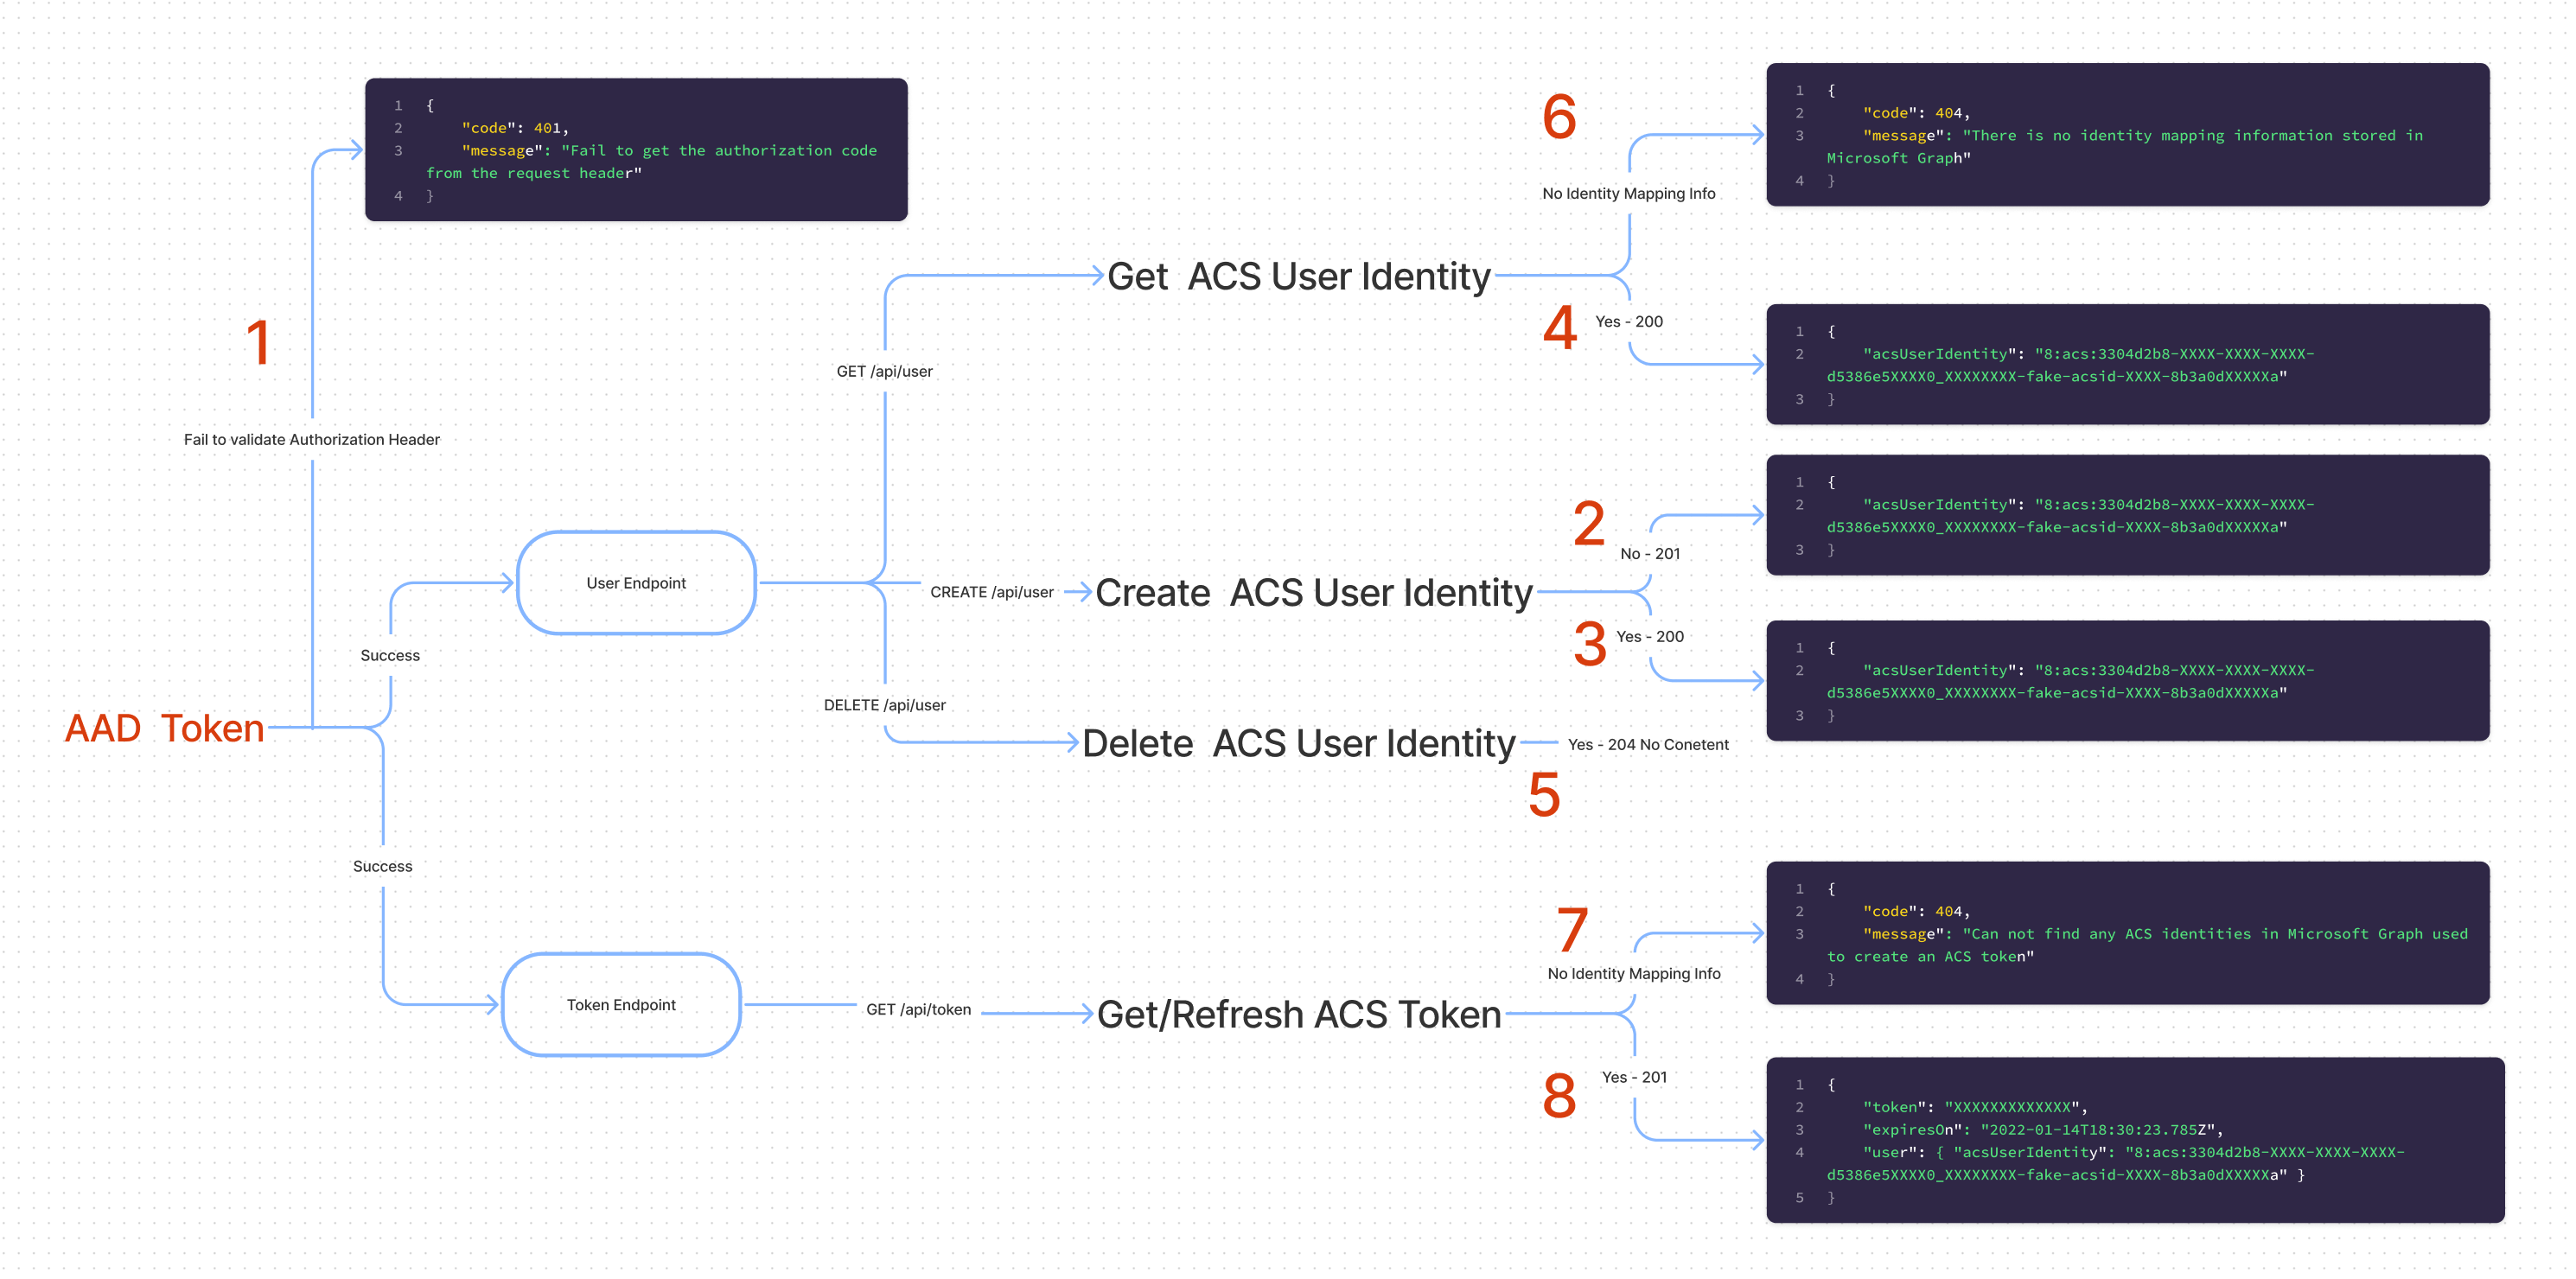 1 {
2 "code": 401,
3 "message": "Fail to get the authorization code
from the request header"
4 }
1
Fail to validate Authorization Header
AAD Token
Success
User Endpoint
Success
Token Endpoint
GET /api/user
CREATE /api/user
DELETE /api/user
GET /api/token
Get ACS User Identity
6
No Identity Mapping Info
1 {
2 "code": 404,
3 "message": "There is no identity mapping information stored in
Microsoft Graph"
4 }
4
Yes - 200
1 {
2 "acsUserIdentity": "8:acs:3304d2b8-XXXX-XXXX-XXXX-
d5386e5XXXX0_XXXXXXXX-fake-acsid-XXXX-8b3a0dXXXXXa"
3 }
Create ACS User Identity
2
No - 201
1 {
2 "acsUserIdentity": "8:acs:3304d2b8-XXXX-XXXX-XXXX-
d5386e5XXXX0_XXXXXXXX-fake-acsid-XXXX-8b3a0dXXXXXa"
3 }
3
Yes - 200
1 {
2 "acsUserIdentity": "8:acs:3304d2b8-XXXX-XXXX-XXXX-
d5386e5XXXX0_XXXXXXXX-fake-acsid-XXXX-8b3a0dXXXXXa"
3 }
Delete ACS User Identity
Yes - 204 No Conetent
5
Get/Refresh ACS Token
7
No Identity Mapping Info
1 {
2 "code": 404,
3 "message": "Can not find any ACS identities in Microsoft Graph used
to create an ACS token"
4 }
8
Yes - 201
1 {
2 "token": "XXXXXXXXXXXXX",
3 "expiresOn": "2022-01-14T18:30:23.785Z",
4 "user": { "acsUserIdentity": "8:acs:3304d2b8-XXXX-XXXX-XXXX-
d5386e5XXXX0_XXXXXXXX-fake-acsid-XXXX-8b3a0dXXXXXa" }
5 }